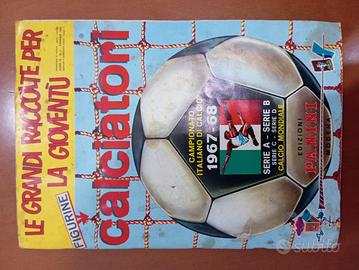 LE GRANDI RACCOLTE PER
LA GIOVENTÙ
FIGURINE
calciatori
CAMPIONATO
ITALIANO DI CALCIO
1967-68
SERIE A - SERIE B
SERIE C - SERIE D
CALCIO MONDIALE
EDIZIONI
PANINI
MODENA
subito